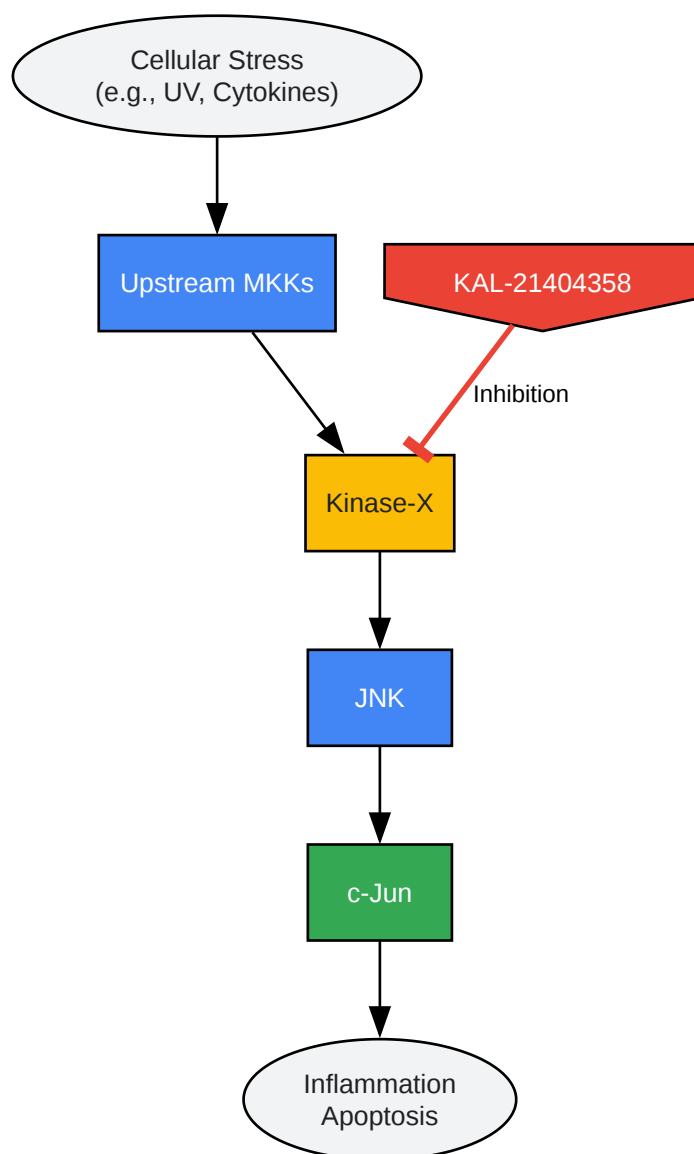 Cellular Stress
(e.g., UV, Cytokines)
Upstream MKKs
KAL-21404358
Inhibition
Kinase-X
JNK
c-Jun
Inflammation
Apoptosis